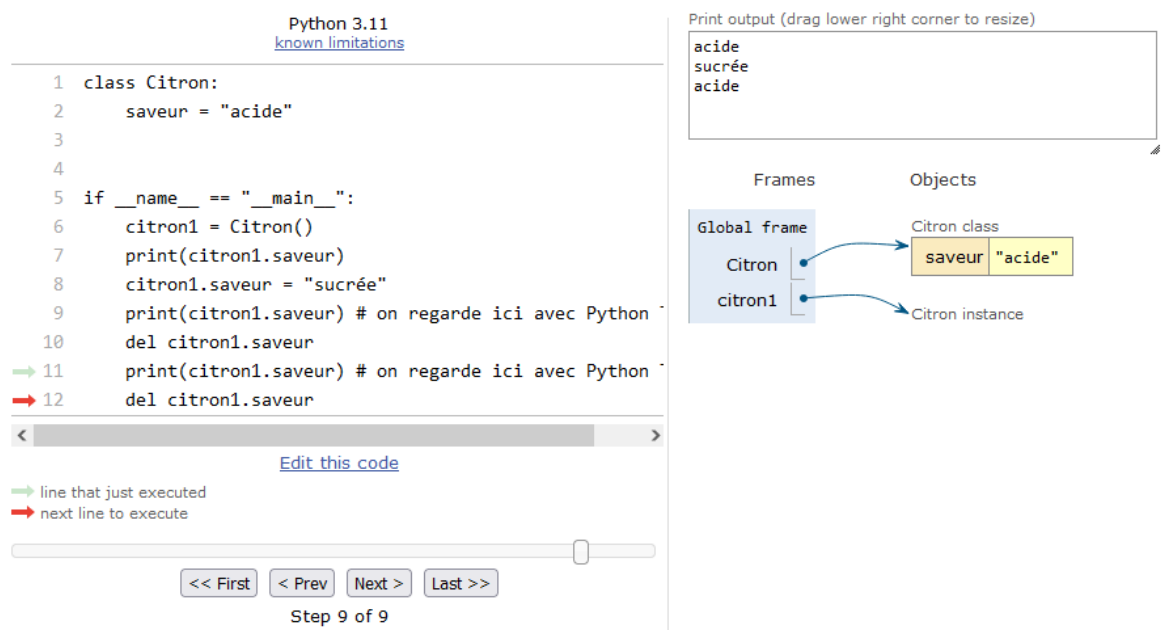 Python 3.11
known limitations
1 class Citron:
2     saveur = "acide"
3
4
5 if __name__ == "__main__":
6     citron1 = Citron()
7     print(citron1.saveur)
8     citron1.saveur = "sucrée"
9     print(citron1.saveur) # on regarde ici avec Python
10     del citron1.saveur
11     print(citron1.saveur) # on regarde ici avec Python
12     del citron1.saveur
Edit this code
line that just executed
next line to execute
<< First < Prev Next > Last >>
Step 9 of 9
Print output (drag lower right corner to resize)
acide
sucrée
acide
Frames Objects
Global frame
Citron
citron1
Citron class
saveur "acide"
Citron instance